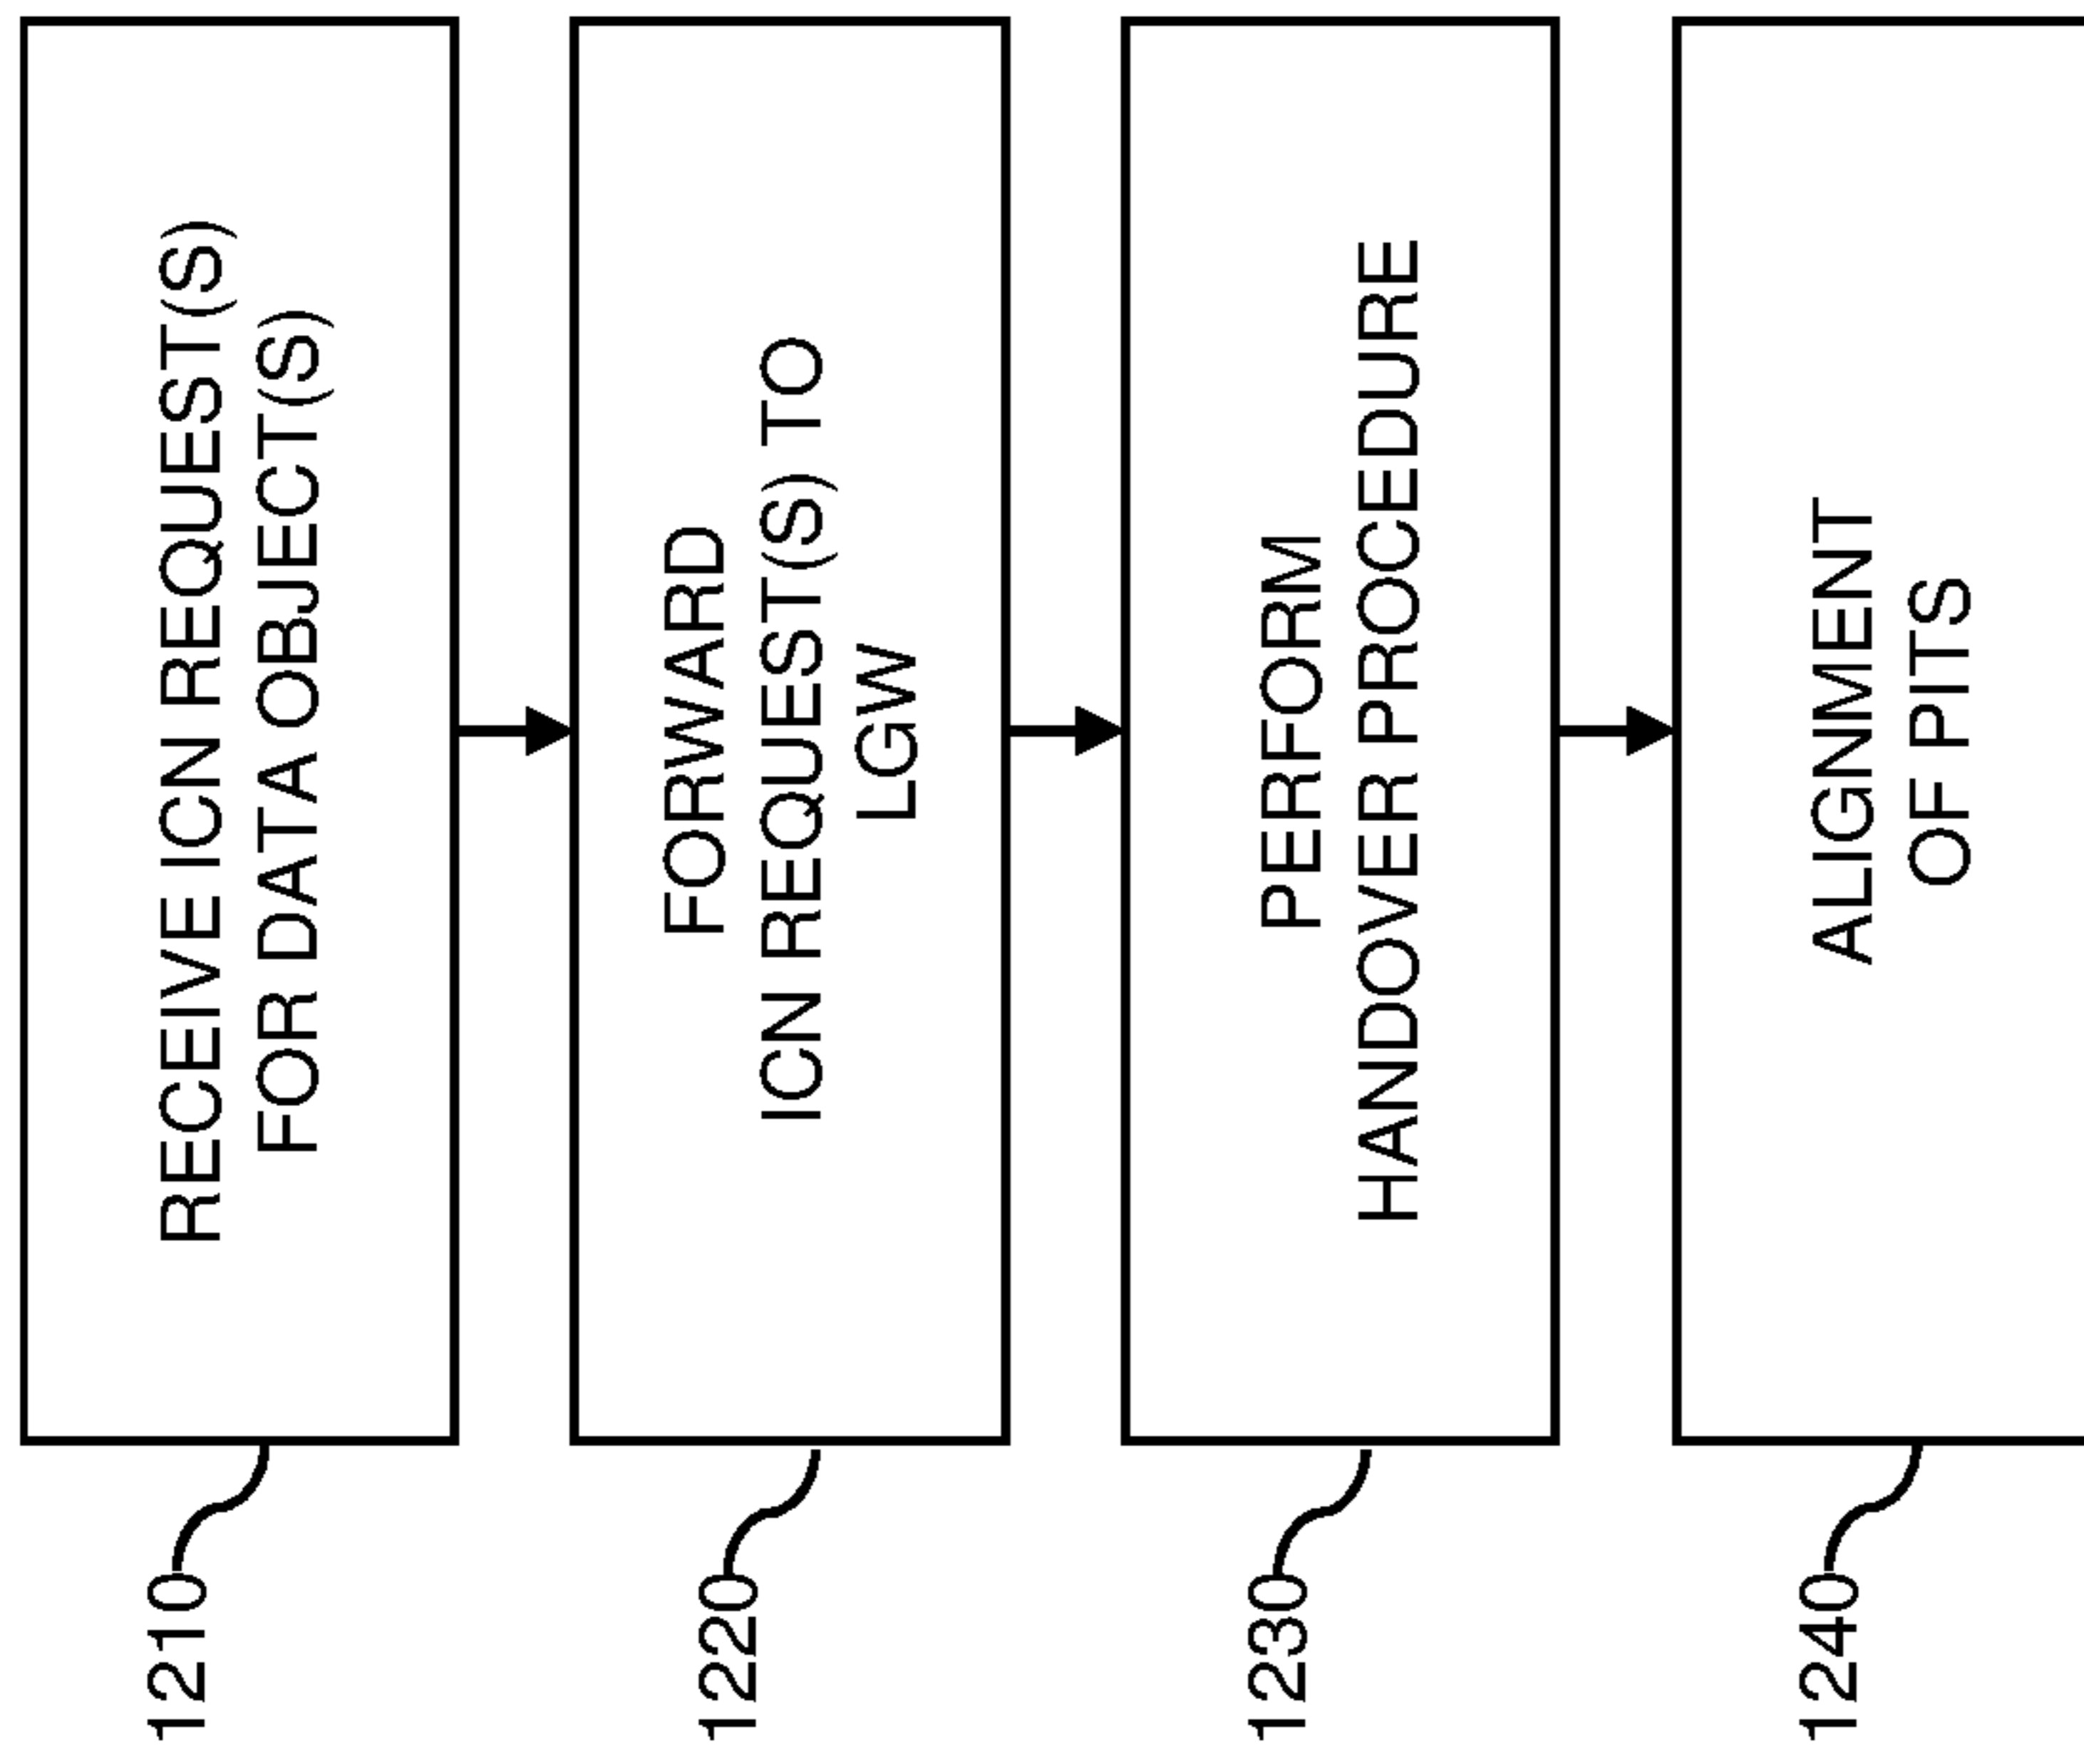 1210
RECEIVE ICN REQUEST(S)
FOR DATA OBJECT(S)
1220
FORWARD
ICN REQUEST(S) TO
LGW
1230
PERFORM
HANDOVER PROCEDURE
1240
ALIGNMENT
OF PITS